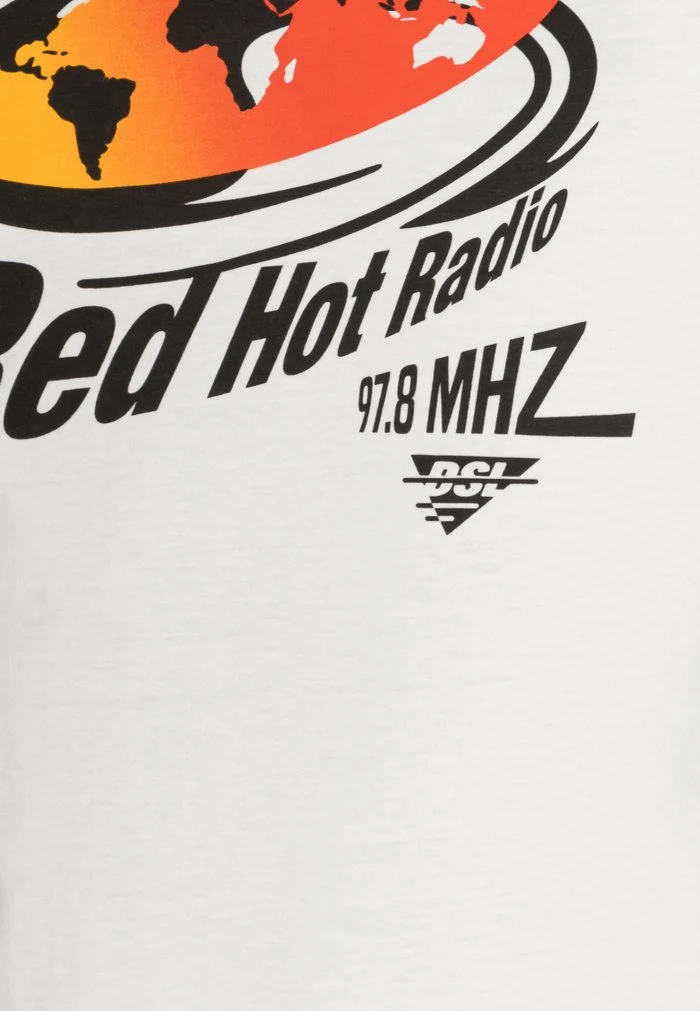 Red Hot Radio
97.8 MHZ
DSL